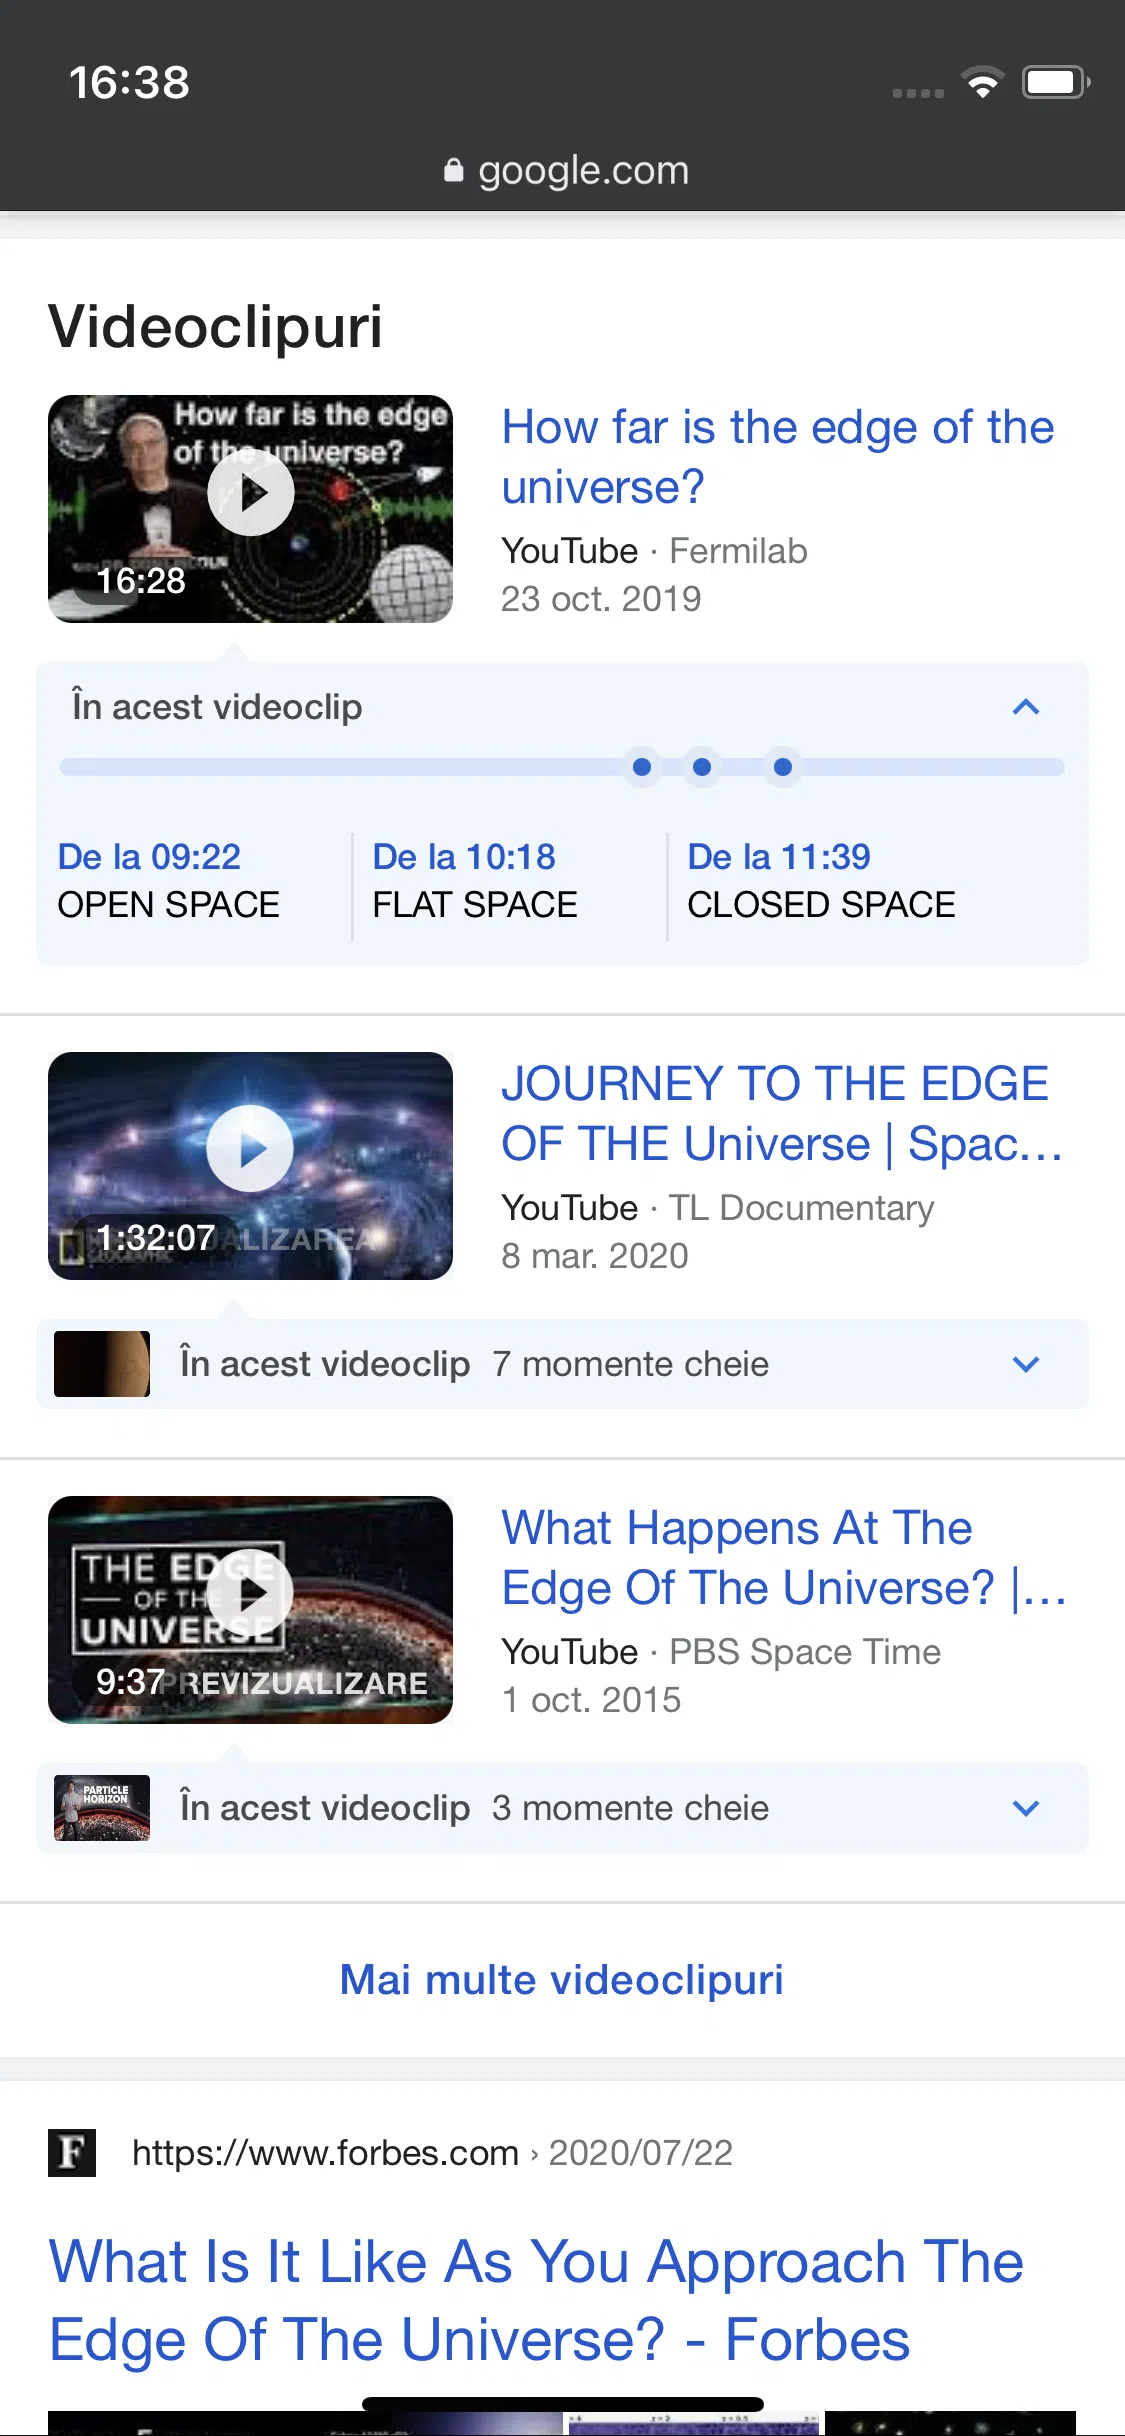 16:38
google.com
Videoclipuri
How far is the edge
of the universe?
16:28
How far is the edge of the
universe?
YouTube · Fermilab
23 oct. 2019
În acest videoclip
De la 09:22
OPEN SPACE
De la 10:18
FLAT SPACE
De la 11:39
CLOSED SPACE
1:32:07
JOURNEY TO THE EDGE
OF THE Universe | Spac...
YouTube · TL Documentary
8 mar. 2020
În acest videoclip 7 momente cheie
THE EDGE
OF THE
UNIVERSE
9:37 PREVIZUALIZARE
What Happens At The
Edge Of The Universe? |...
YouTube · PBS Space Time
1 oct. 2015
PARTICLE
HORIZON
În acest videoclip 3 momente cheie
Mai multe videoclipuri
F
https://www.forbes.com › 2020/07/22
What Is It Like As You Approach The
Edge Of The Universe? - Forbes